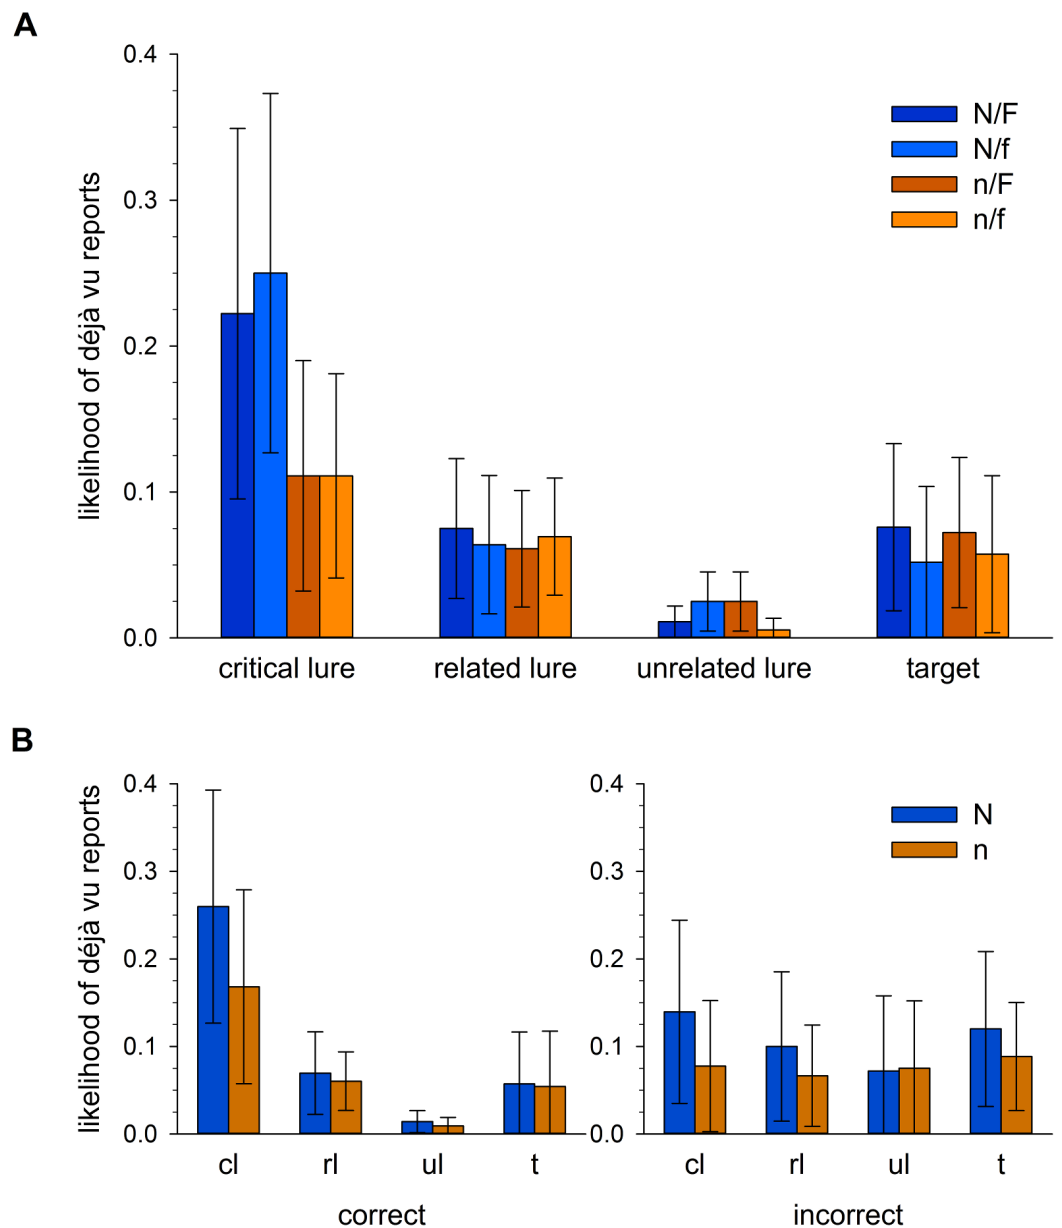 A
0.4
0.3
0.2
0.1
0.0
likelihood of déjà vu reports
N/F
N/f
n/F
n/f
critical lure related lure unrelated lure target
B
0.4
0.3
0.2
0.1
0.0
likelihood of déjà vu reports
cl rl ul t
correct
0.4
0.3
0.2
0.1
0.0
N
n
cl rl ul t
incorrect